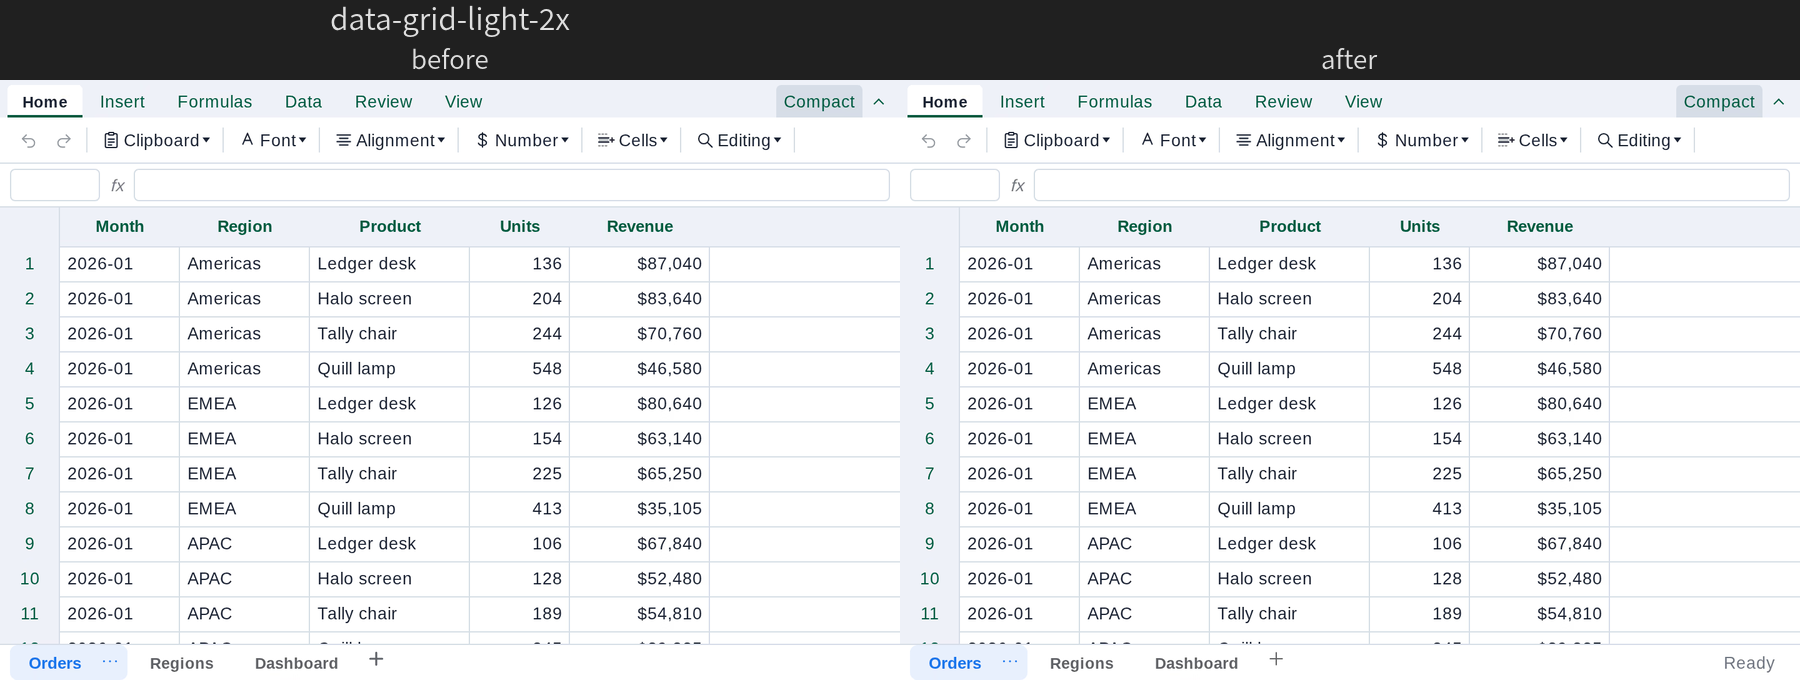 data-grid-light-2x
before
after
Home Insert Formulas Data Review View Compact
Clipboard Font Alignment $ Number Cells Editing
fx
Month Region Product Units Revenue
1 2026-01 Americas Ledger desk 136 $87,040
2 2026-01 Americas Halo screen 204 $83,640
3 2026-01 Americas Tally chair 244 $70,760
4 2026-01 Americas Quill lamp 548 $46,580
5 2026-01 EMEA Ledger desk 126 $80,640
6 2026-01 EMEA Halo screen 154 $63,140
7 2026-01 EMEA Tally chair 225 $65,250
8 2026-01 EMEA Quill lamp 413 $35,105
9 2026-01 APAC Ledger desk 106 $67,840
10 2026-01 APAC Halo screen 128 $52,480
11 2026-01 APAC Tally chair 189 $54,810
Orders ... Regions Dashboard +
Home Insert Formulas Data Review View Compact
Clipboard Font Alignment $ Number Cells Editing
fx
Month Region Product Units Revenue
1 2026-01 Americas Ledger desk 136 $87,040
2 2026-01 Americas Halo screen 204 $83,640
3 2026-01 Americas Tally chair 244 $70,760
4 2026-01 Americas Quill lamp 548 $46,580
5 2026-01 EMEA Ledger desk 126 $80,640
6 2026-01 EMEA Halo screen 154 $63,140
7 2026-01 EMEA Tally chair 225 $65,250
8 2026-01 EMEA Quill lamp 413 $35,105
9 2026-01 APAC Ledger desk 106 $67,840
10 2026-01 APAC Halo screen 128 $52,480
11 2026-01 APAC Tally chair 189 $54,810
Orders ... Regions Dashboard + Ready